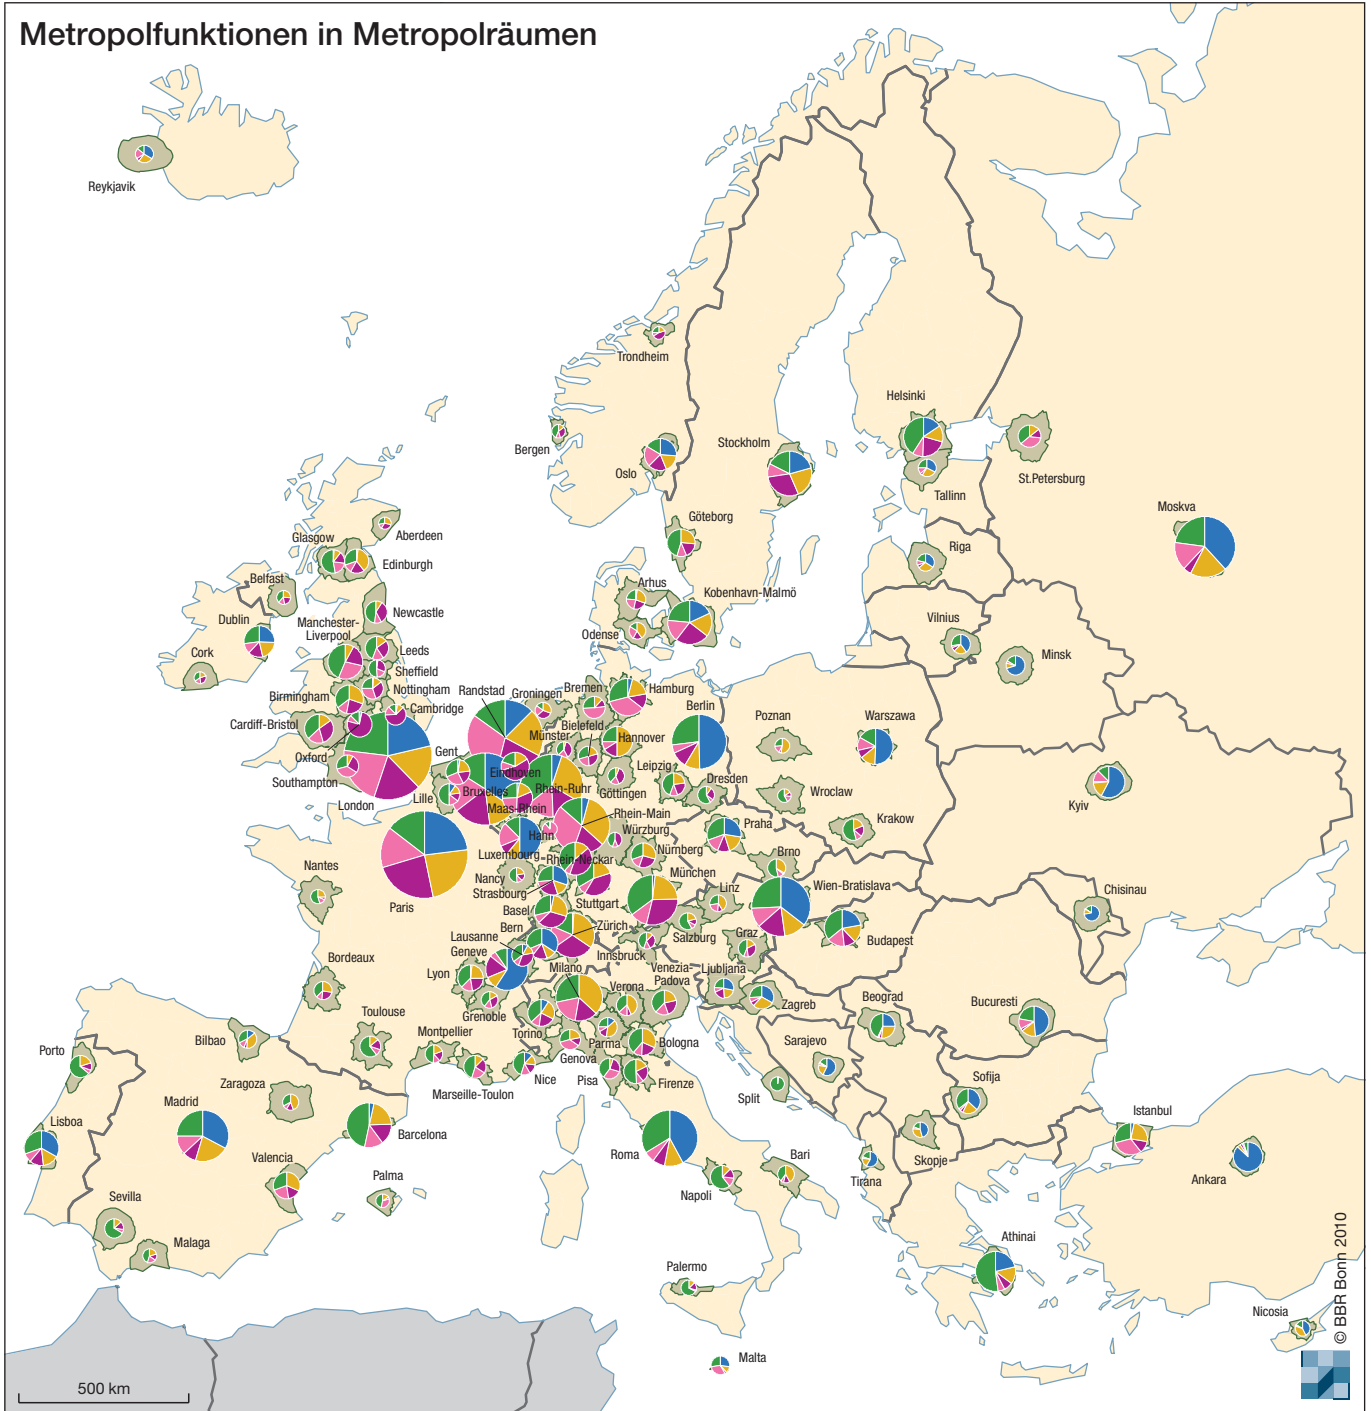 Metropolfunktionen in Metropolräumen
Reykjavik
Trondheim
Bergen
Oslo
Stockholm
Helsinki
Tallinn
St.Petersburg
Moskva
Göteborg
Riga
Aberdeen
Glasgow
Edinburgh
Belfast
Dublin
Cork
Newcastle
Manchester-
Liverpool
Leeds
Sheffield
Nottingham
Birmingham
Cambridge
Cardiff-Bristol
Oxford
Southampton
London
Arhus
Kobenhavn-Malmö
Odense
Vilnius
Minsk
Randstad
Groningen
Bremen
Hamburg
Berlin
Poznan
Warszawa
Bielefeld
Münster
Hannover
Gent
Eindhoven
Leipzig
Göttingen
Dresden
Wroclaw
Kyiv
Lille
Bruxelles
Rhein-Ruhr
Maas-Rhein
Rhein-Main
Hahn
Würzburg
Praha
Krakow
Luxembourg
Rhein-Neckar
Nürnberg
Brno
Nancy
Strasbourg
München
Linz
Wien-Bratislava
Chisinau
Paris
Nantes
Stuttgart
Basel
Bern
Zürich
Salzburg
Budapest
Lausanne
Innsbruck
Graz
Geneve
Lyon
Milano
Venezia-
Padova
Ljubljana
Verona
Zagreb
Beograd
Bucuresti
Bordeaux
Grenoble
Torino
Parma
Bologna
Sarajevo
Toulouse
Montpellier
Genova
Bilbao
Porto
Nice
Pisa
Firenze
Split
Sofija
Marseille-Toulon
Zaragoza
Madrid
Lisboa
Barcelona
Roma
Bari
Skopje
Tirana
Istanbul
Ankara
Valencia
Palma
Napoli
Sevilla
Malaga
Palermo
Athinai
Malta
Nicosia
500 km
© BBR Bonn 2010